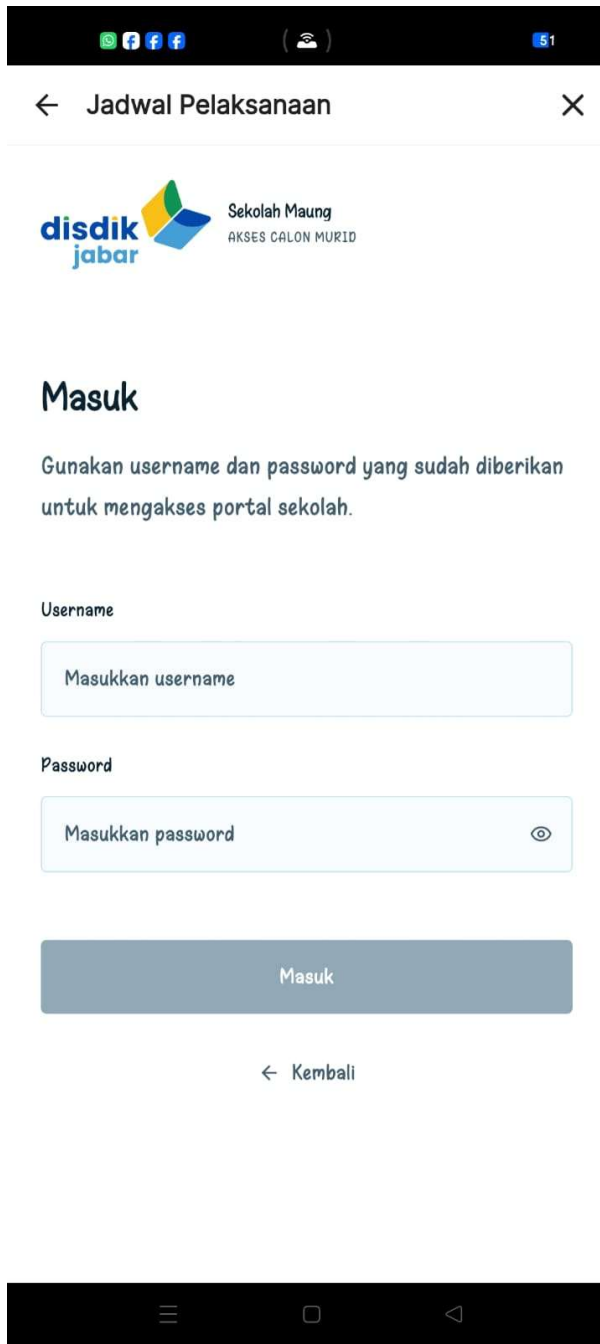 51
Jadwal Pelaksanaan
disdik
jabar
Sekolah Maung
AKSES CALON MURID
Masuk
Gunakan username dan password yang sudah diberikan
untuk mengakses portal sekolah.
Username
Masukkan username
Password
Masukkan password
Masuk
← Kembali